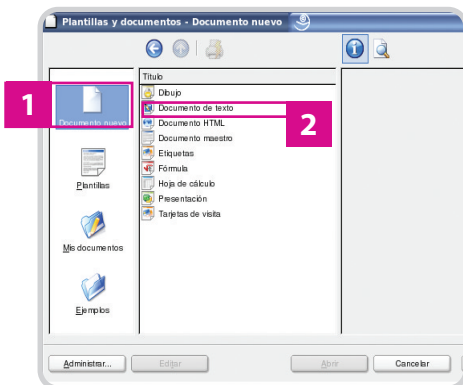 Plantillas y documentos - Documento nuevo
Título
1
Documento nuevo
Plantillas
Mis documentos
Ejemplos
Dibujo
Documento de texto
2
Documento HTML
Documento maestro
Etiquetas
Fórmula
Hoja de cálculo
Presentación
Tarjetas de visita
Administrar...
Editar
Abrir
Cancelar